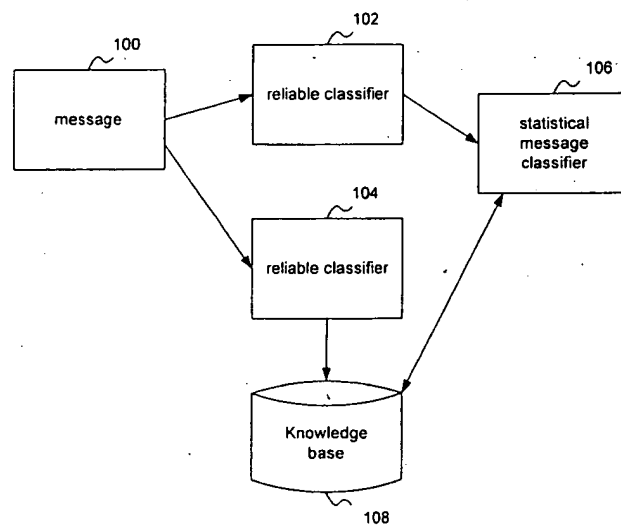 102
100
106
reliable classifier
message
statistical
message
classifier
104
reliable classifier
Knowledge
base
108